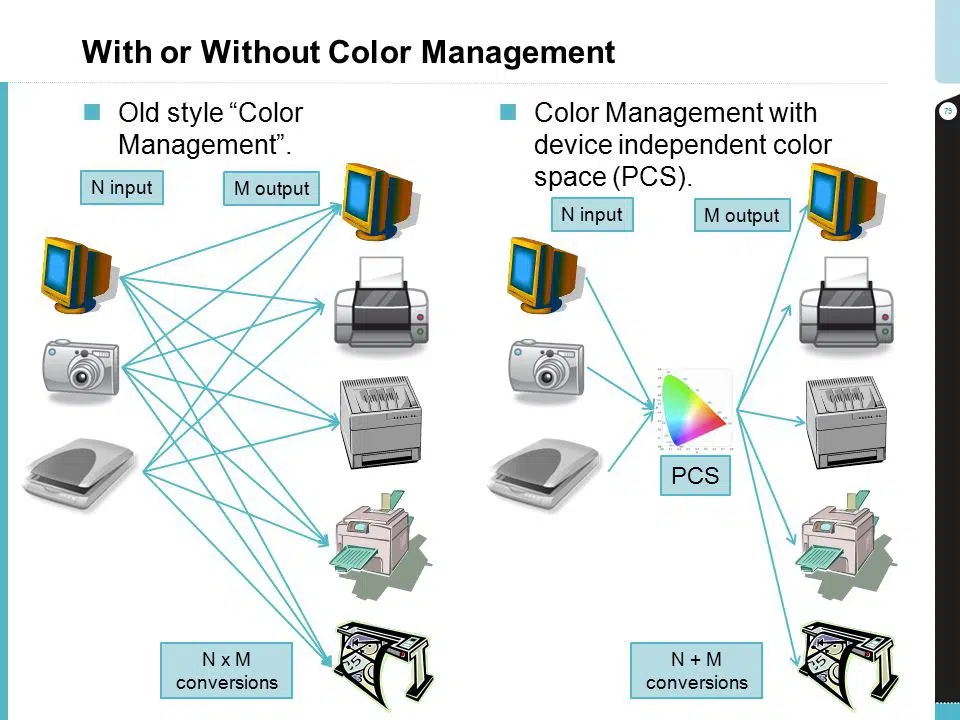 With or Without Color Management
Old style “Color
Management”.
N input
M output
N x M
conversions
Color Management with
device independent color
space (PCS).
N input
M output
PCS
N + M
conversions
79